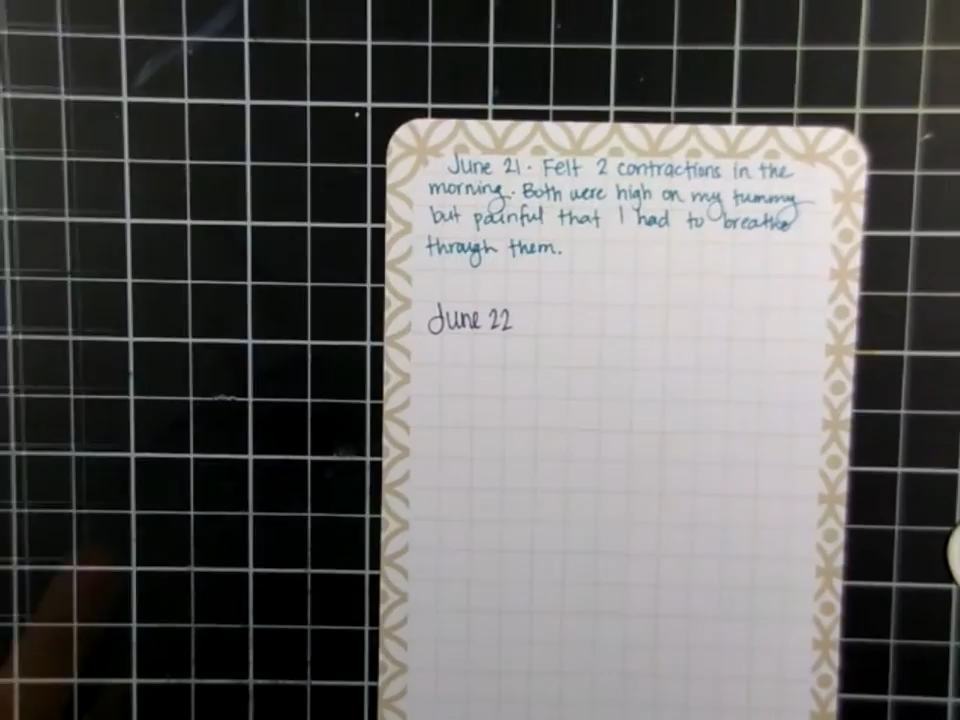 June 21. Felt 2 contractions in the
morning. Both were high on my tummy
but painful that I had to breathe
through them.
June 22